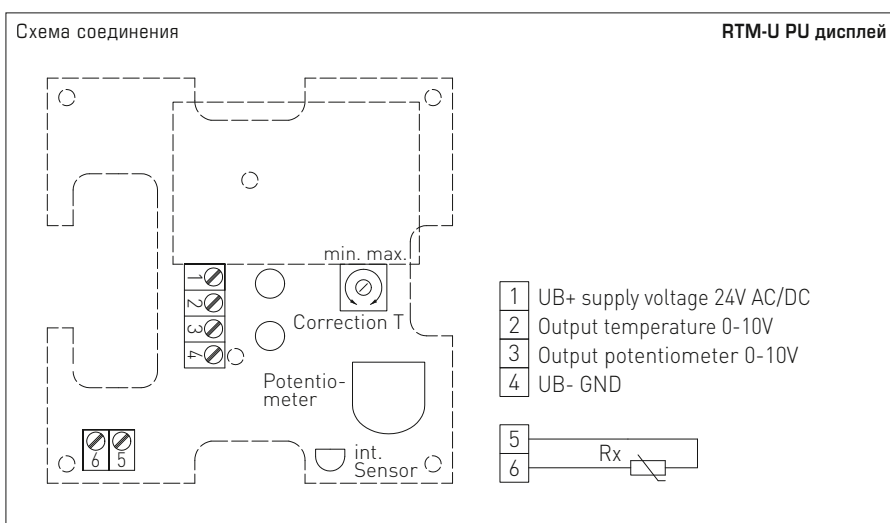 Схема соединения
RTM-U PU дисплей
min. max.
1
2
3
4
Correction T
Potentio-
meter
6 5
int.
Sensor
1 UB+ supply voltage 24V AC/DC
2 Output temperature 0-10V
3 Output potentiometer 0-10V
4 UB- GND
5
6
Rx